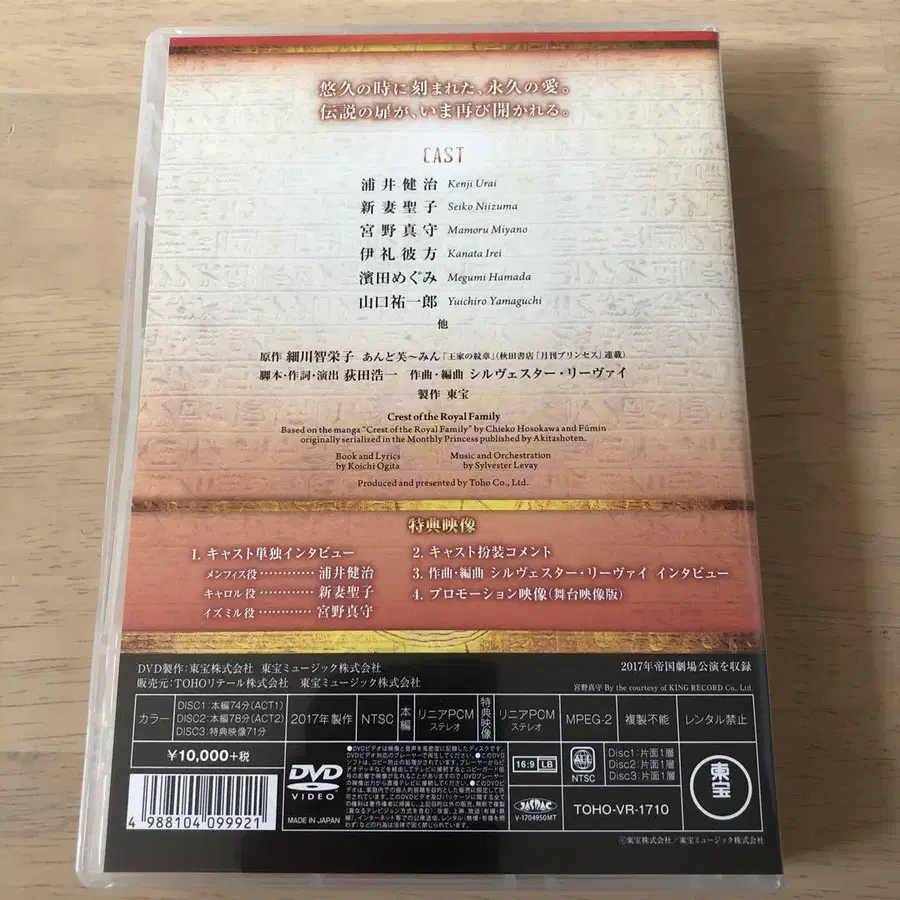 悠久の時に刻まれた、永久の愛。
伝説の扉が、いま再び開かれる。
CAST
浦井健治 Kenji Urai
新妻聖子 Seiko Niizuma
宮野真守 Mamoru Miyano
伊礼彼方 Kanata Irei
濱田めぐみ Megumi Hamada
山口祐一郎 Yuichiro Yamaguchi
他
原作 細川智栄子 あんど芙〜みん「王家の紋章」（秋田書店「月刊プリンセス」連載）
脚本・作詞・演出 荻田浩一 作曲・編曲 シルヴェスター・リーヴァイ
製作 東宝
Crest of the Royal Family
Based on the manga "Crest of the Royal Family" by Chieko Hosokawa and Fûmin
originally serialized in the Monthly Princess published by Akitashoten.
Book and Lyrics
by Koichi Ogita
Music and Orchestration
by Sylvester Levay
Produced and presented by Toho Co., Ltd.
特典映像
1. キャスト単独インタビュー
メンフィス役 ………… 浦井健治
キャロル役 ………… 新妻聖子
イズミル役 ………… 宮野真守
2. キャスト扮装コメント
3. 作曲・編曲 シルヴェスター・リーヴァイ インタビュー
4. プロモーション映像（舞台映像版）
DVD製作：東宝株式会社 東宝ミュージック株式会社
販売元：TOHOリテール株式会社 東宝ミュージック株式会社
2017年帝国劇場公演を収録
宮野真守 By the courtesy of KING RECORD Co., Ltd.
カラー
DISC1：本編74分（ACT1）
DISC2：本編78分（ACT2）
DISC3：特典映像71分
2017年製作
NTSC
本編
リニアPCM
ステレオ
特典映像
リニアPCM
ステレオ
MPEG-2
複製不能
レンタル禁止
¥10,000+税
4 988104 099921
DVD
VIDEO
MADE IN JAPAN
16:9 LB
JASRAC
V-1704950MT
ALL
NTSC
Disc1：片面1層
Disc2：片面1層
Disc3：片面1層
TOHO-VR-1710
東宝
©東宝株式会社／東宝ミュージック株式会社